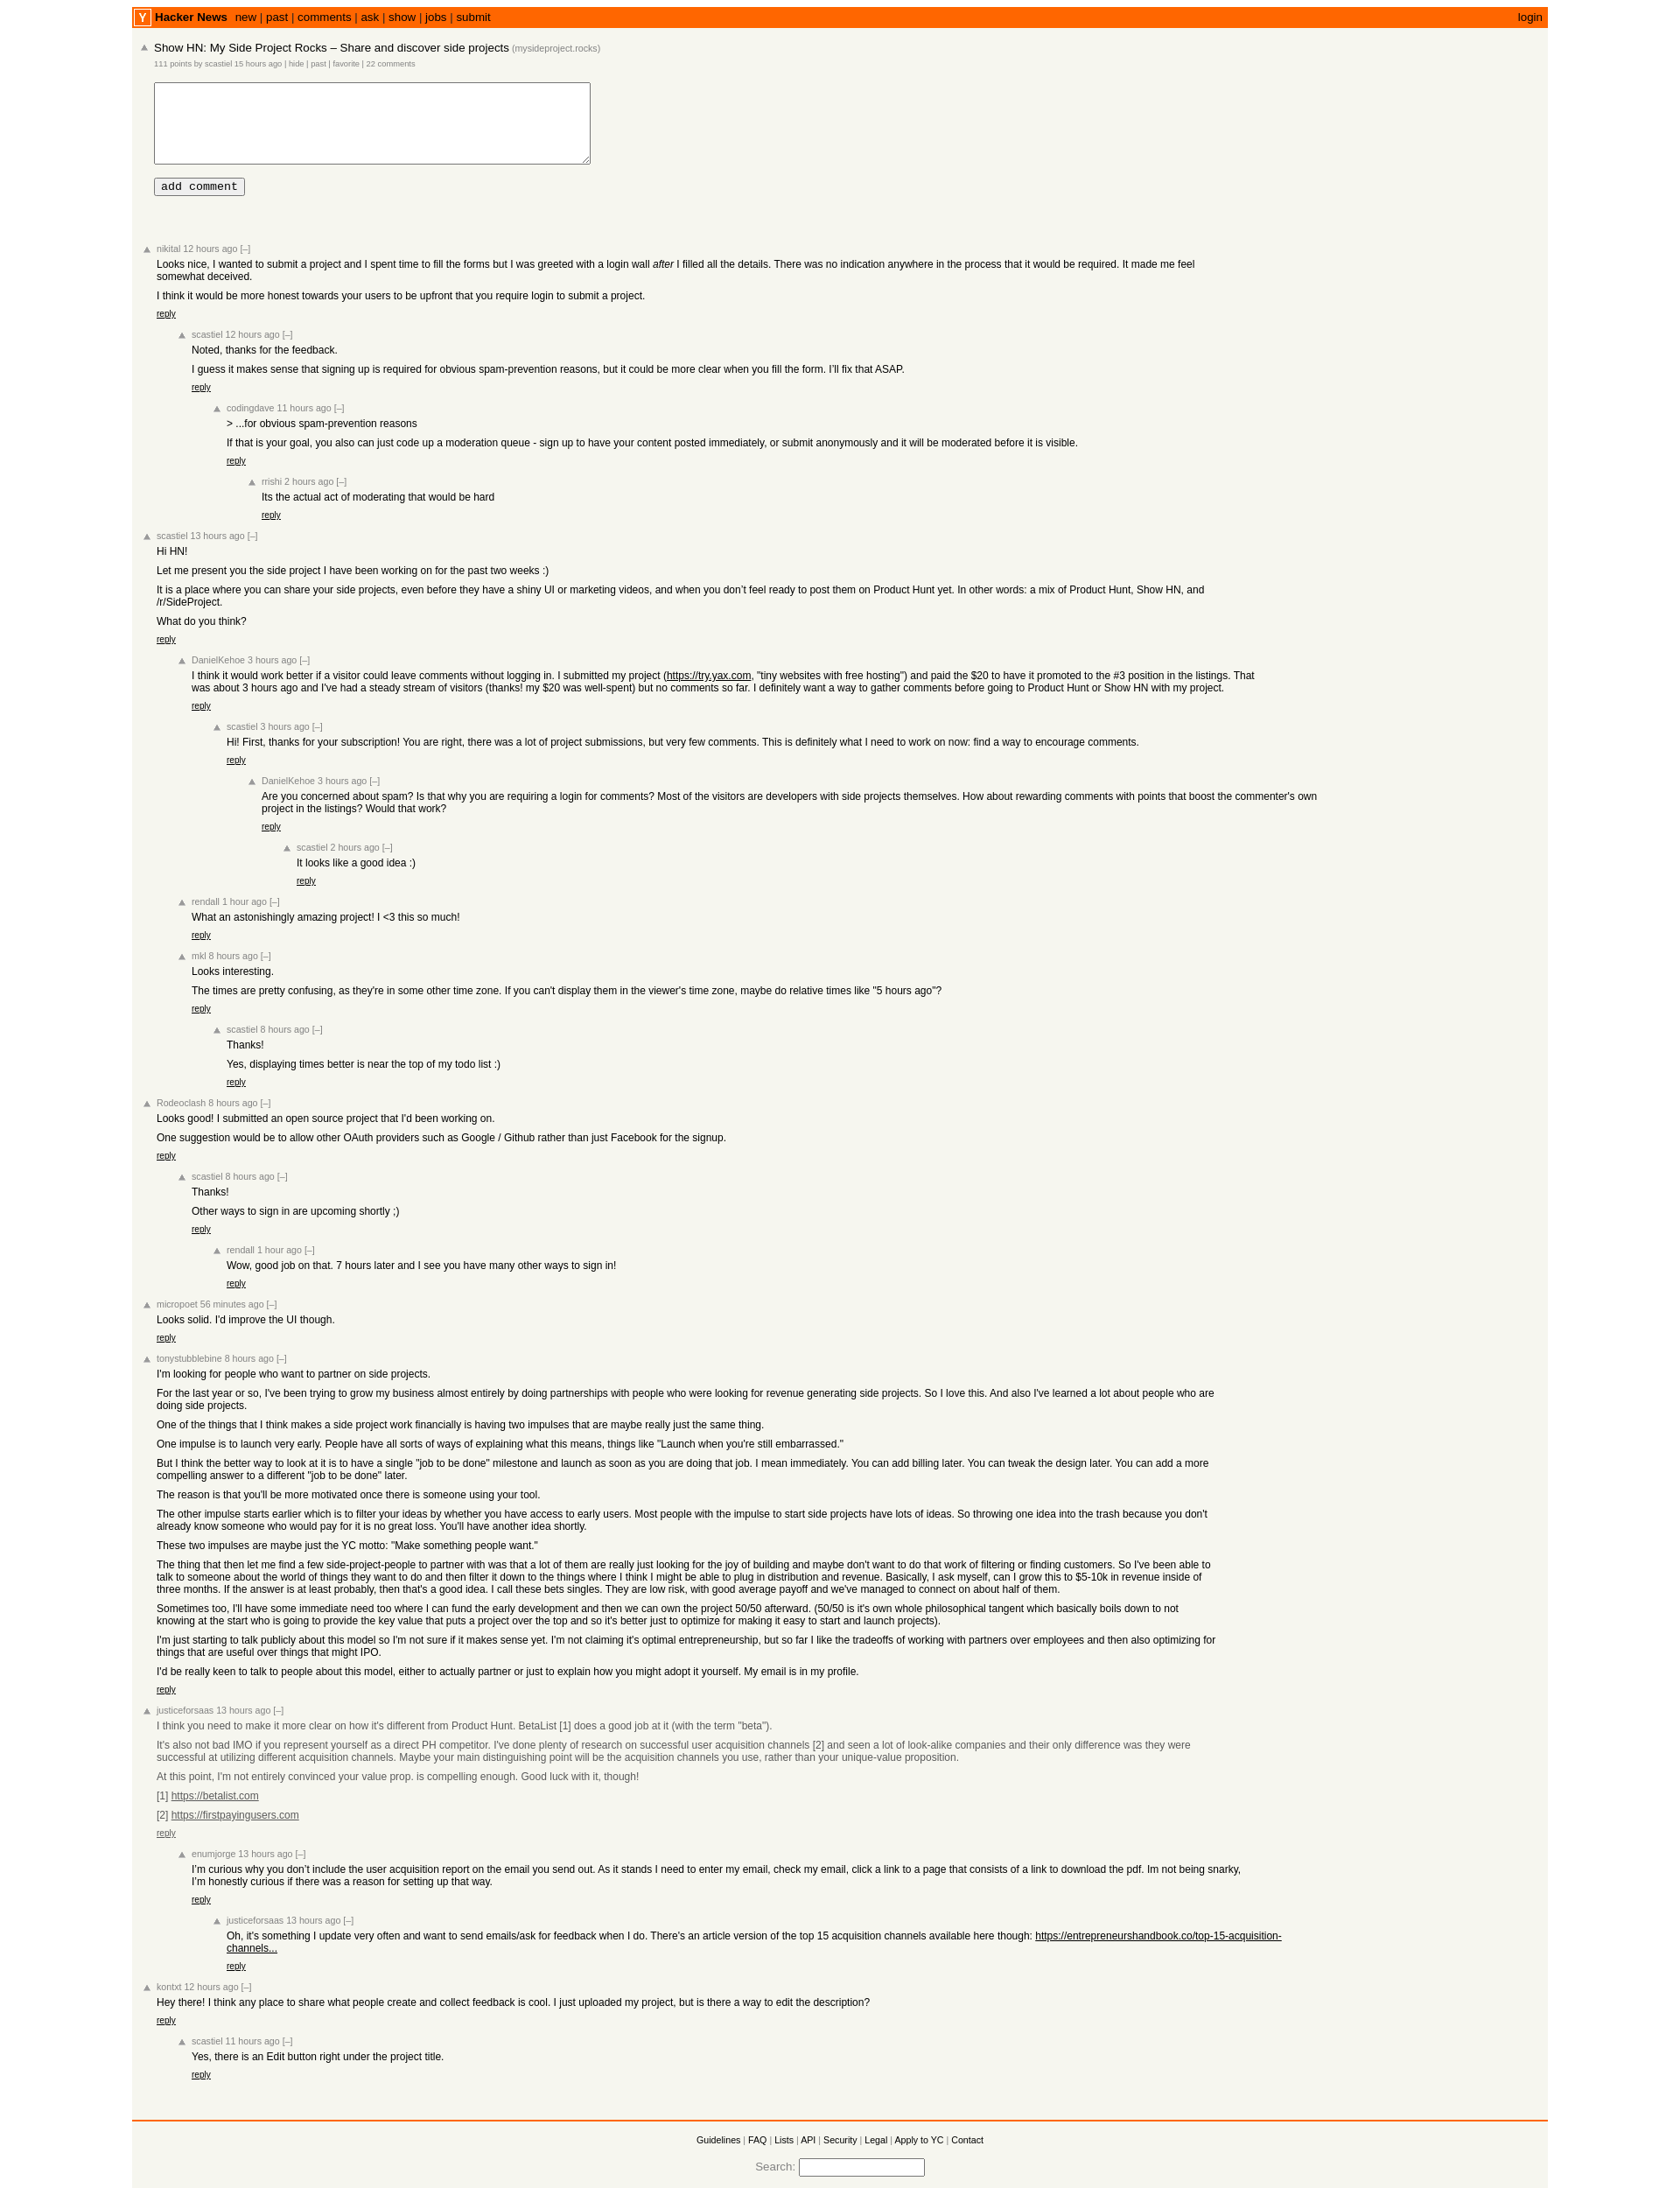 Y Hacker News new | past | comments | ask | show | jobs | submit login
Show HN: My Side Project Rocks – Share and discover side projects (mysideproject.rocks)
111 points by scastiel 15 hours ago | hide | past | favorite | 22 comments
add comment
nikital 12 hours ago [–]
Looks nice, I wanted to submit a project and I spent time to fill the forms but I was greeted with a login wall after I filled all the details. There was no indication anywhere in the process that it would be required. It made me feel
somewhat deceived.
I think it would be more honest towards your users to be upfront that you require login to submit a project.
reply
scastiel 12 hours ago [–]
Noted, thanks for the feedback.
I guess it makes sense that signing up is required for obvious spam-prevention reasons, but it could be more clear when you fill the form. I’ll fix that ASAP.
reply
codingdave 11 hours ago [–]
> ...for obvious spam-prevention reasons
If that is your goal, you also can just code up a moderation queue - sign up to have your content posted immediately, or submit anonymously and it will be moderated before it is visible.
reply
rrishi 2 hours ago [–]
Its the actual act of moderating that would be hard
reply
scastiel 13 hours ago [–]
Hi HN!
Let me present you the side project I have been working on for the past two weeks :)
It is a place where you can share your side projects, even before they have a shiny UI or marketing videos, and when you don’t feel ready to post them on Product Hunt yet. In other words: a mix of Product Hunt, Show HN, and
/r/SideProject.
What do you think?
reply
DanielKehoe 3 hours ago [–]
I think it would work better if a visitor could leave comments without logging in. I submitted my project (https://try.yax.com, "tiny websites with free hosting") and paid the $20 to have it promoted to the #3 position in the listings. That
was about 3 hours ago and I've had a steady stream of visitors (thanks! my $20 was well-spent) but no comments so far. I definitely want a way to gather comments before going to Product Hunt or Show HN with my project.
reply
scastiel 3 hours ago [–]
Hi! First, thanks for your subscription! You are right, there was a lot of project submissions, but very few comments. This is definitely what I need to work on now: find a way to encourage comments.
reply
DanielKehoe 3 hours ago [–]
Are you concerned about spam? Is that why you are requiring a login for comments? Most of the visitors are developers with side projects themselves. How about rewarding comments with points that boost the commenter's own
project in the listings? Would that work?
reply
scastiel 2 hours ago [–]
It looks like a good idea :)
reply
rendall 1 hour ago [–]
What an astonishingly amazing project! I <3 this so much!
reply
mkl 8 hours ago [–]
Looks interesting.
The times are pretty confusing, as they're in some other time zone. If you can't display them in the viewer's time zone, maybe do relative times like "5 hours ago"?
reply
scastiel 8 hours ago [–]
Thanks!
Yes, displaying times better is near the top of my todo list :)
reply
Rodeoclash 8 hours ago [–]
Looks good! I submitted an open source project that I'd been working on.
One suggestion would be to allow other OAuth providers such as Google / Github rather than just Facebook for the signup.
reply
scastiel 8 hours ago [–]
Thanks!
Other ways to sign in are upcoming shortly ;)
reply
rendall 1 hour ago [–]
Wow, good job on that. 7 hours later and I see you have many other ways to sign in!
reply
micropoet 56 minutes ago [–]
Looks solid. I'd improve the UI though.
reply
tonystubblebine 8 hours ago [–]
I'm looking for people who want to partner on side projects.
For the last year or so, I've been trying to grow my business almost entirely by doing partnerships with people who were looking for revenue generating side projects. So I love this. And also I've learned a lot about people who are
doing side projects.
One of the things that I think makes a side project work financially is having two impulses that are maybe really just the same thing.
One impulse is to launch very early. People have all sorts of ways of explaining what this means, things like "Launch when you're still embarrassed."
But I think the better way to look at it is to have a single "job to be done" milestone and launch as soon as you are doing that job. I mean immediately. You can add billing later. You can tweak the design later. You can add a more
compelling answer to a different "job to be done" later.
The reason is that you'll be more motivated once there is someone using your tool.
The other impulse starts earlier which is to filter your ideas by whether you have access to early users. Most people with the impulse to start side projects have lots of ideas. So throwing one idea into the trash because you don't
already know someone who would pay for it is no great loss. You'll have another idea shortly.
These two impulses are maybe just the YC motto: "Make something people want."
The thing that then let me find a few side-project-people to partner with was that a lot of them are really just looking for the joy of building and maybe don't want to do that work of filtering or finding customers. So I've been able to
talk to someone about the world of things they want to do and then filter it down to the things where I think I might be able to plug in distribution and revenue. Basically, I ask myself, can I grow this to $5-10k in revenue inside of
three months. If the answer is at least probably, then that's a good idea. I call these bets singles. They are low risk, with good average payoff and we've managed to connect on about half of them.
Sometimes too, I'll have some immediate need too where I can fund the early development and then we can own the project 50/50 afterward. (50/50 is it's own whole philosophical tangent which basically boils down to not
knowing at the start who is going to provide the key value that puts a project over the top and so it's better just to optimize for making it easy to start and launch projects).
I'm just starting to talk publicly about this model so I'm not sure if it makes sense yet. I'm not claiming it's optimal entrepreneurship, but so far I like the tradeoffs of working with partners over employees and then also optimizing for
things that are useful over things that might IPO.
I'd be really keen to talk to people about this model, either to actually partner or just to explain how you might adopt it yourself. My email is in my profile.
reply
justiceforsaas 13 hours ago [–]
I think you need to make it more clear on how it's different from Product Hunt. BetaList [1] does a good job at it (with the term "beta").
It's also not bad IMO if you represent yourself as a direct PH competitor. I've done plenty of research on successful user acquisition channels [2] and seen a lot of look-alike companies and their only difference was they were
successful at utilizing different acquisition channels. Maybe your main distinguishing point will be the acquisition channels you use, rather than your unique-value proposition.
At this point, I'm not entirely convinced your value prop. is compelling enough. Good luck with it, though!
[1] https://betalist.com
[2] https://firstpayingusers.com
reply
enumjorge 13 hours ago [–]
I’m curious why you don’t include the user acquisition report on the email you send out. As it stands I need to enter my email, check my email, click a link to a page that consists of a link to download the pdf. Im not being snarky,
I’m honestly curious if there was a reason for setting up that way.
reply
justiceforsaas 13 hours ago [–]
Oh, it's something I update very often and want to send emails/ask for feedback when I do. There's an article version of the top 15 acquisition channels available here though: https://entrepreneurshandbook.co/top-15-acquisition-
channels...
reply
kontxt 12 hours ago [–]
Hey there! I think any place to share what people create and collect feedback is cool. I just uploaded my project, but is there a way to edit the description?
reply
scastiel 11 hours ago [–]
Yes, there is an Edit button right under the project title.
reply
Guidelines | FAQ | Lists | API | Security | Legal | Apply to YC | Contact
Search: